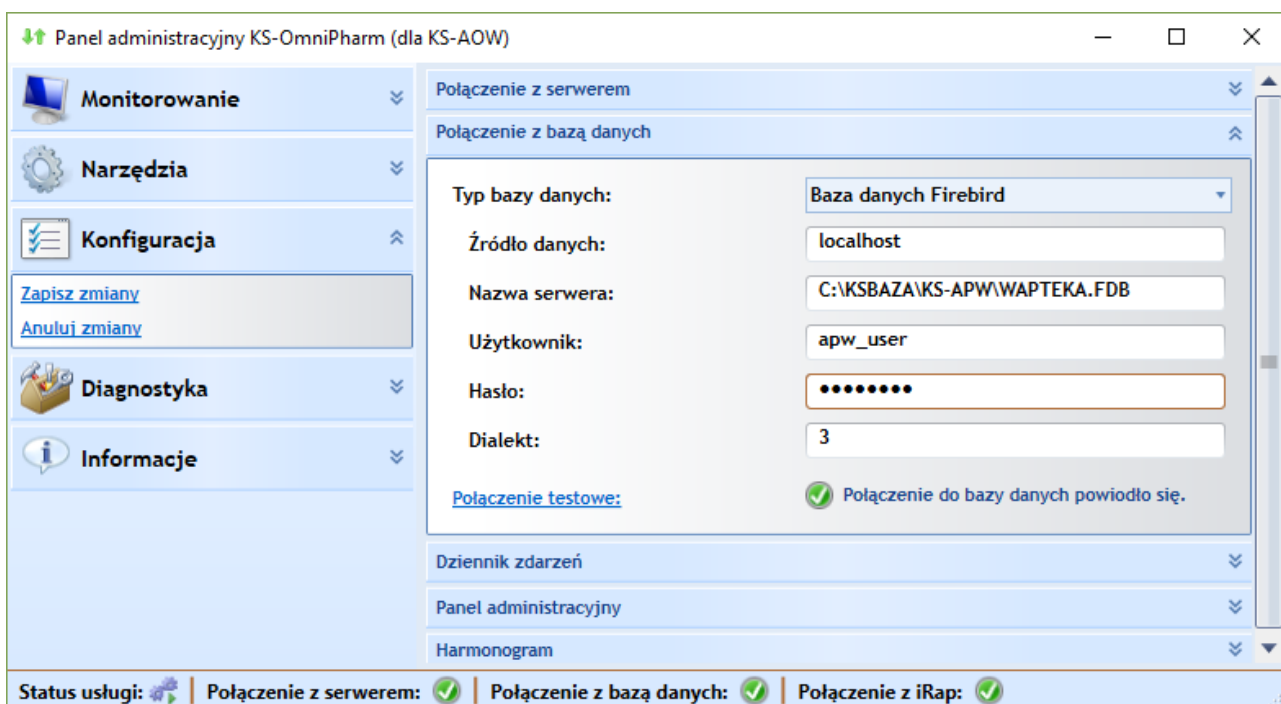 Panel administracyjny KS-OmniPharm (dla KS-AOW)
Monitorowanie
Narzędzia
Konfiguracja
Zapisz zmiany
Anuluj zmiany
Diagnostyka
Informacje
Połączenie z serwerem
Połączenie z bazą danych
Typ bazy danych: Baza danych Firebird
Źródło danych: localhost
Nazwa serwera: C:\KSBAZA\KS-APW\WAPTEKA.FDB
Użytkownik: apw_user
Hasło: ••••••••
Dialekt: 3
Połączenie testowe: Połączenie do bazy danych powiodło się.
Dziennik zdarzeń
Panel administracyjny
Harmonogram
Status usługi: Połączenie z serwerem: Połączenie z bazą danych: Połączenie z iRap: